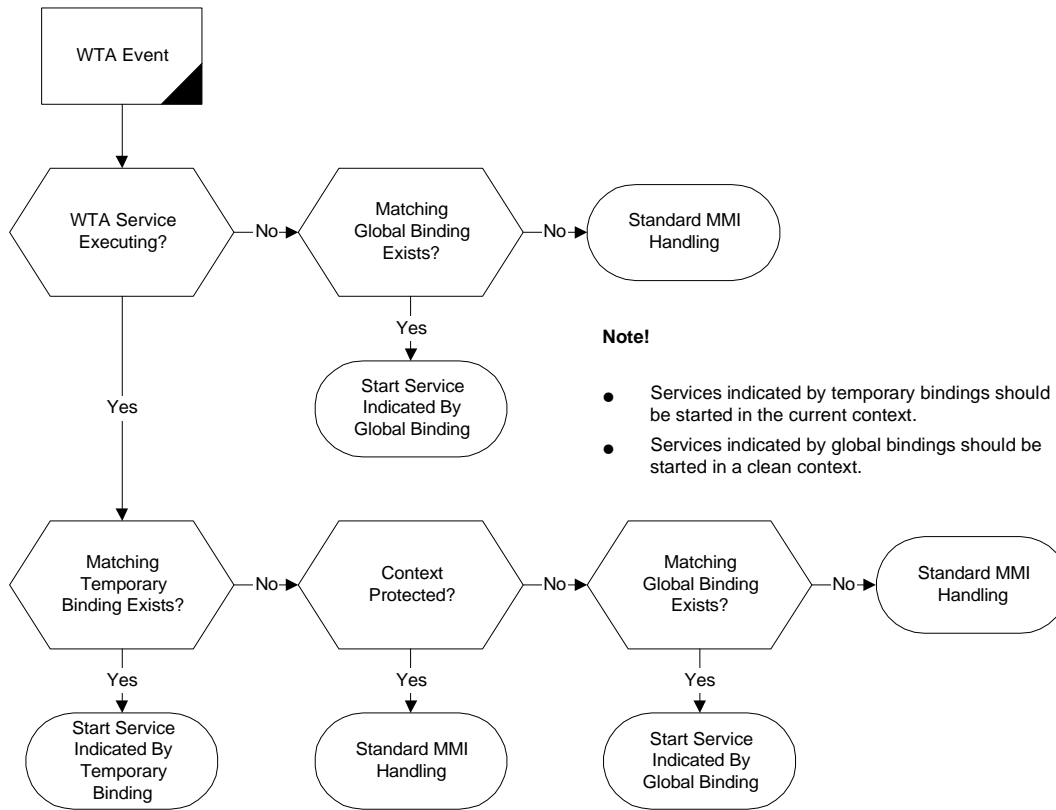 WTA Event
WTA Service
Executing?
No
Matching
Global Binding
Exists?
No
Standard MMI
Handling
Yes
Yes
Start Service
Indicated By
Global Binding
Note!
● Services indicated by temporary bindings should
be started in the current context.
● Services indicated by global bindings should be
started in a clean context.
Matching
Temporary
Binding Exists?
No
Context
Protected?
No
Matching
Global Binding
Exists?
No
Standard MMI
Handling
Yes
Yes
Yes
Start Service
Indicated By
Temporary
Binding
Standard MMI
Handling
Start Service
Indicated By
Global Binding